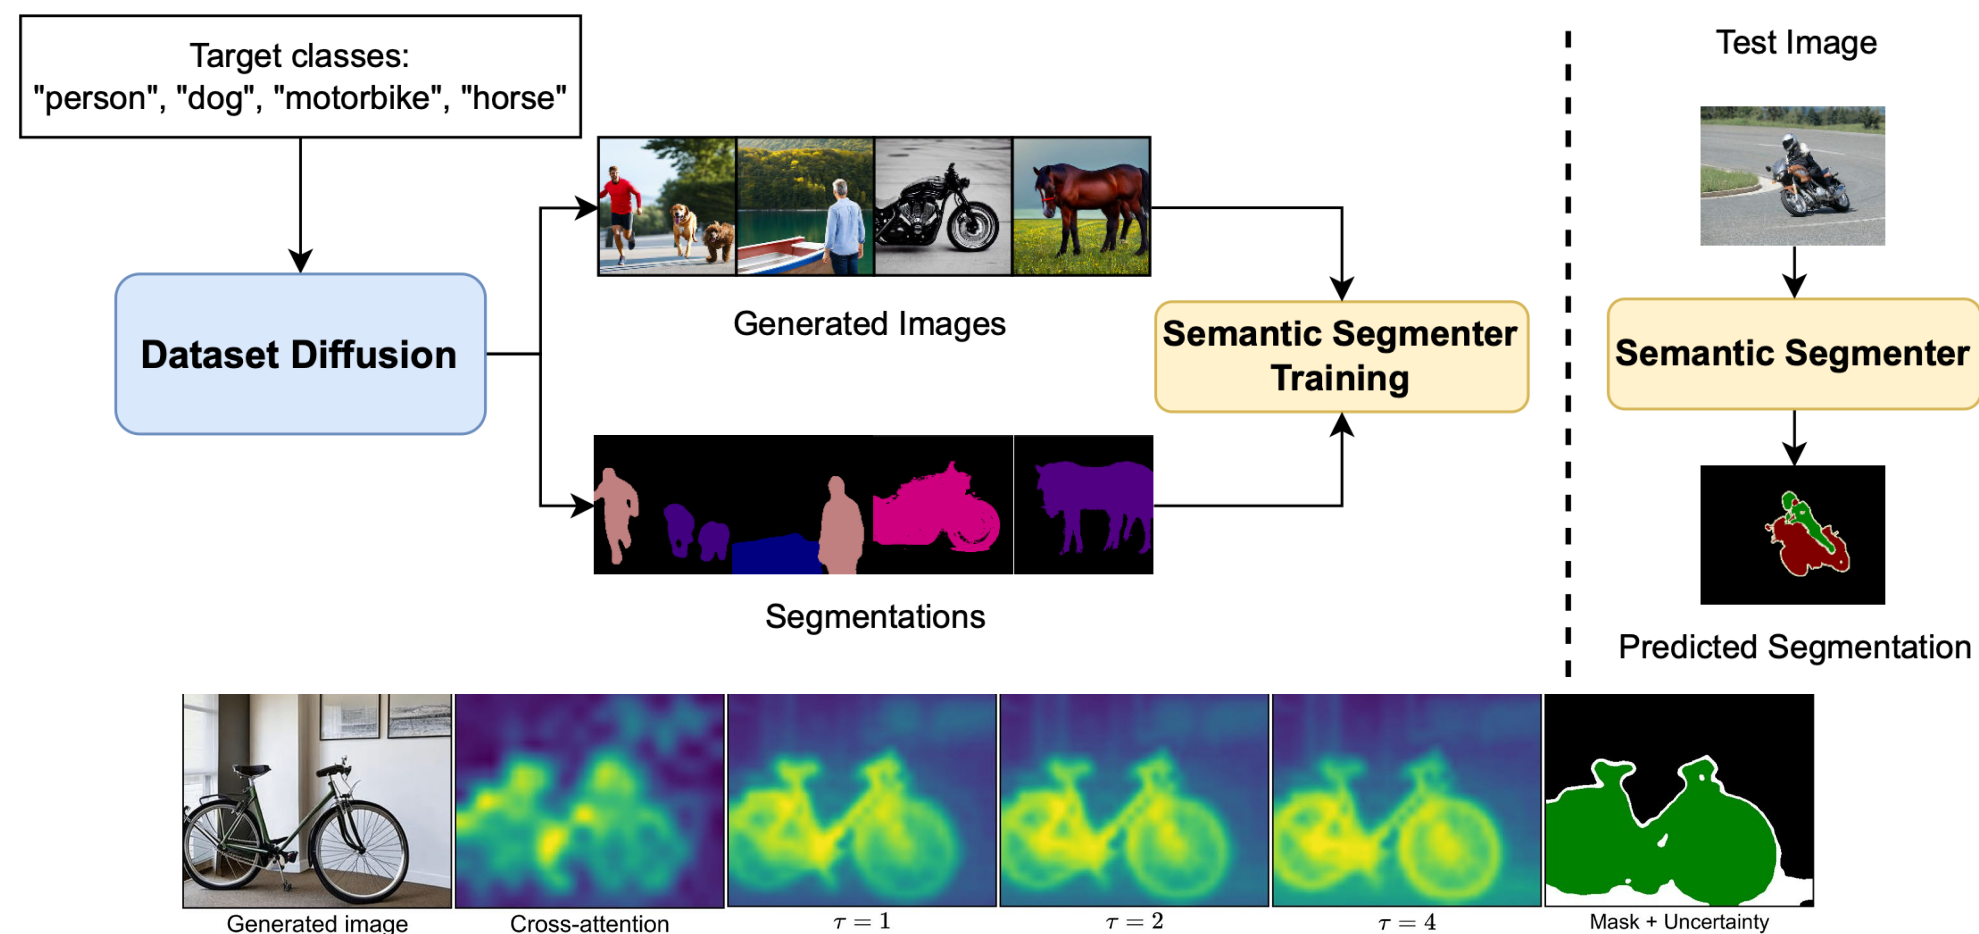 Target classes:
"person", "dog", "motorbike", "horse"
Test Image
Dataset Diffusion
Generated Images
Semantic Segmenter
Training
Semantic Segmenter
Segmentations
Predicted Segmentation
Generated image
Cross-attention
τ = 1
τ = 2
τ = 4
Mask + Uncertainty